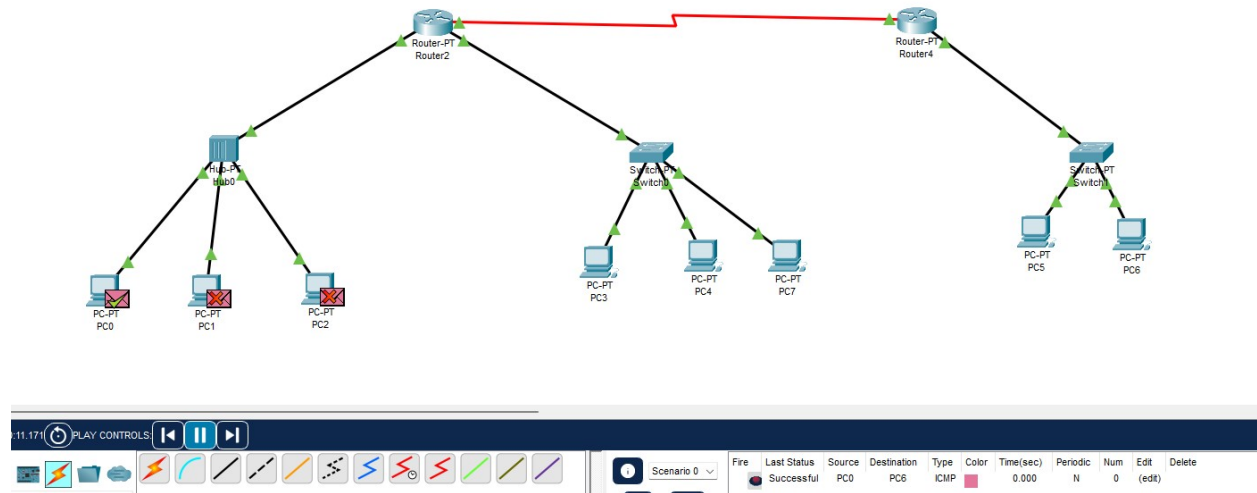 Router-PT
Router2
Router-PT
Router4
Hub-PT
Hub0
Switch-PT
Switch0
Switch-PT
Switch1
PC-PT
PC0
PC-PT
PC1
PC-PT
PC2
PC-PT
PC3
PC-PT
PC4
PC-PT
PC7
PC-PT
PC5
PC-PT
PC6
:11.171 PLAY CONTROLS:
Scenario 0
Fire Last Status Source Destination Type Color Time(sec) Periodic Num Edit Delete
Successful PC0 PC6 ICMP 0.000 N 0 (edit)